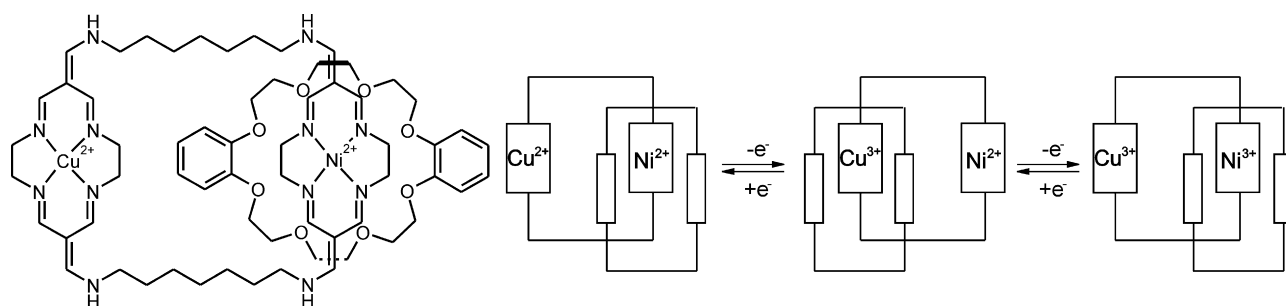 H H
N N
O O
N N O N N O
Cu²⁺ Ni²⁺
N N O N N O
O O
N N
H H
Cu²⁺ Ni²⁺
-e⁻
+e⁻
Cu³⁺ Ni²⁺
-e⁻
+e⁻
Cu³⁺ Ni³⁺